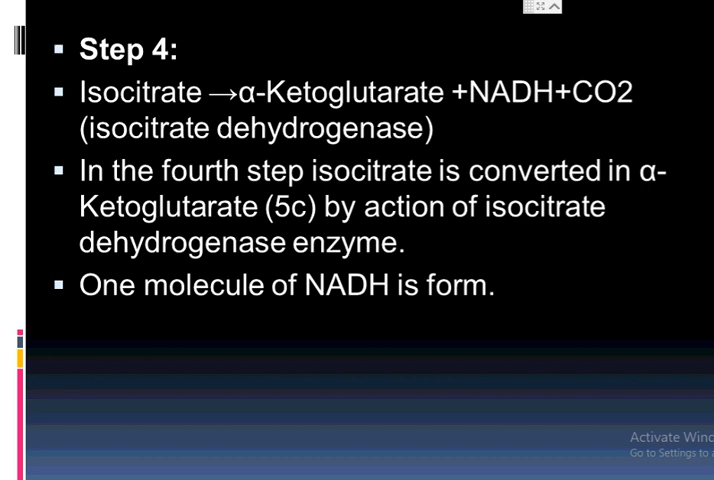 Step 4:
Isocitrate →α-Ketoglutarate +NADH+CO2
(isocitrate dehydrogenase)
In the fourth step isocitrate is converted in α-
Ketoglutarate (5c) by action of isocitrate
dehydrogenase enzyme.
One molecule of NADH is form.
Activate Wind
Go to Settings to a